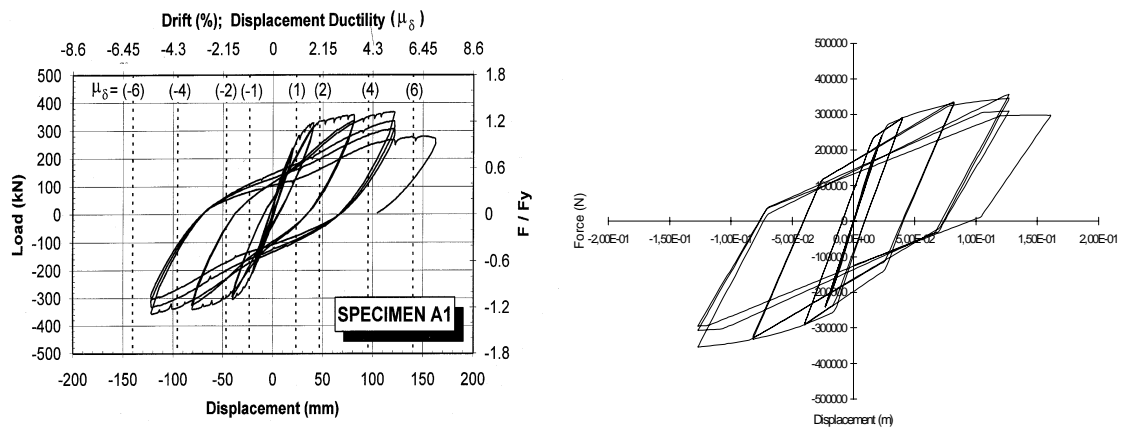 Drift (%); Displacement Ductility (μδ)
-8.6 -6.45 -4.3 -2.15 0 2.15 4.3 6.45 8.6
μδ= (-6) (-4) (-2) (-1) (1) (2) (4) (6)
500
400
300
200
100
0
-100
-200
-300
-400
-500
Load (kN)
1.8
1.2
0.6
0
-0.6
-1.2
-1.8
F / Fy
SPECIMEN A1
-200 -150 -100 -50 0 50 100 150 200
Displacement (mm)
500000
400000
300000
200000
100000
0
-100000
-200000
-300000
-400000
-500000
Force (N)
-2.00E-01 -1.50E-01 -1.00E-01 -5.00E-02 0.00E+00 5.00E-02 1.00E-01 1.50E-01 2.00E-01
Displacement (m)